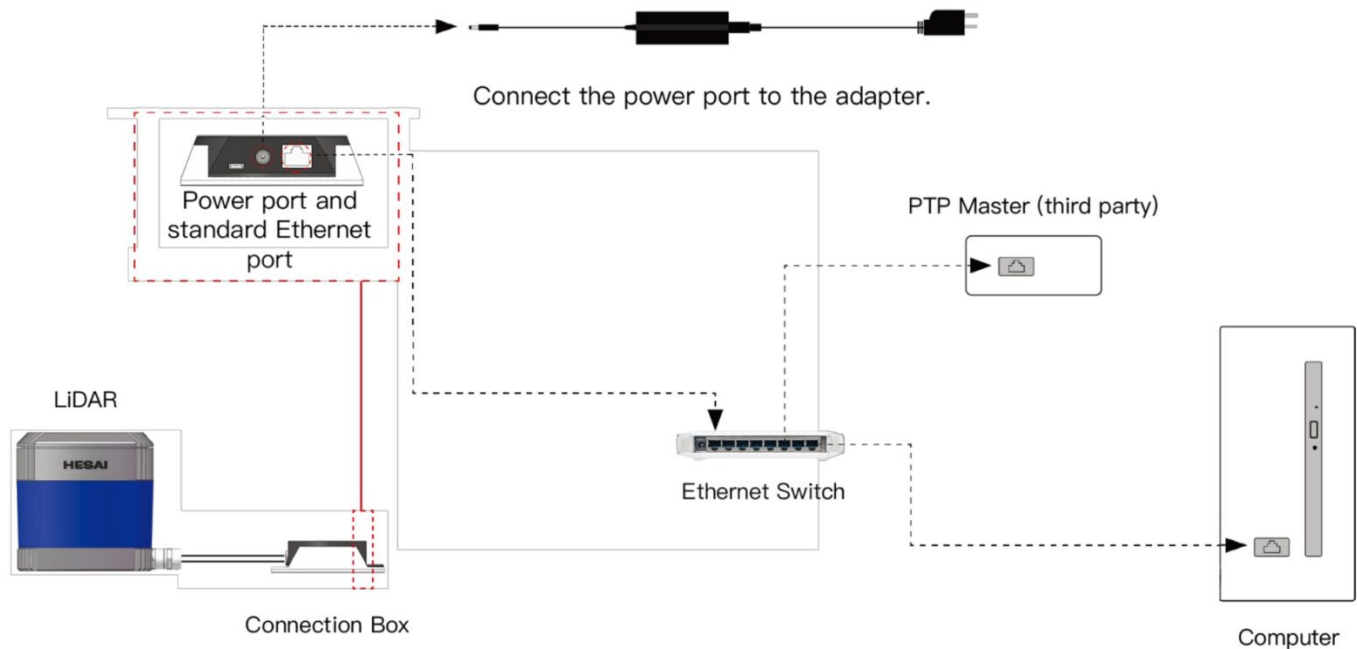 Connect the power port to the adapter.
Power port and
standard Ethernet
port
PTP Master (third party)
LiDAR
HESAI
Ethernet Switch
Connection Box
Computer